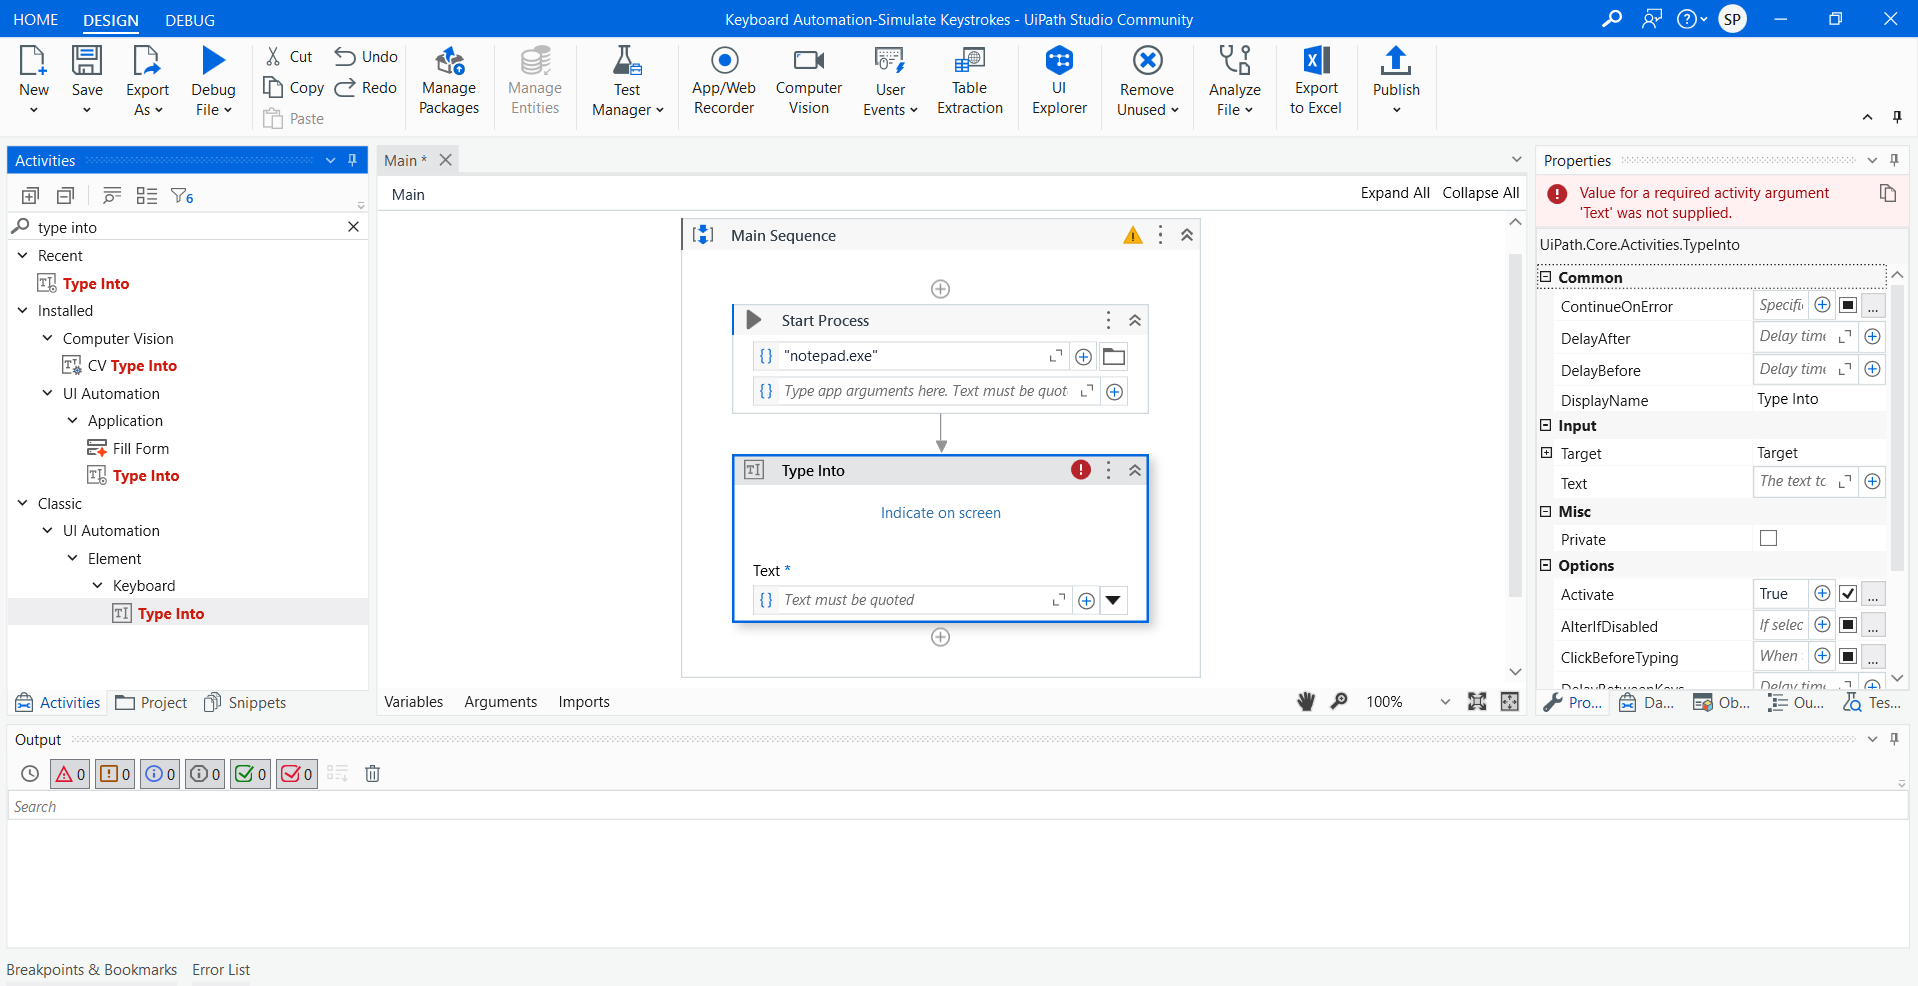 HOME DESIGN DEBUG Keyboard Automation-Simulate Keystrokes - UiPath Studio Community SP
New Save Export As Debug File
Cut Copy Paste Undo Redo
Manage Packages
Manage Entities
Test Manager
App/Web Recorder
Computer Vision
User Events
Table Extraction
UI Explorer
Remove Unused
Analyze File
Export to Excel
Publish
Activities
6
type into
Recent
Type Into
Installed
Computer Vision
CV Type Into
UI Automation
Application
Fill Form
Type Into
Classic
UI Automation
Element
Keyboard
Type Into
Activities Project Snippets
Main *
Main Expand All Collapse All
Main Sequence
Start Process
"notepad.exe"
Type app arguments here. Text must be quot
Type Into
Indicate on screen
Text *
Text must be quoted
Variables Arguments Imports 100%
Properties
Value for a required activity argument
'Text' was not supplied.
UiPath.Core.Activities.TypeInto
Common
ContinueOnError Specifi ...
DelayAfter Delay time
DelayBefore Delay time
DisplayName Type Into
Input
Target Target
Text The text to
Misc
Private
Options
Activate True ...
AlterIfDisabled If selec ...
ClickBeforeTyping When ...
DelayBetweenKeys Delay time
Pro... Da... Ob... Ou... Tes...
Output
0 0 0 0 0 0
Search
Breakpoints & Bookmarks Error List